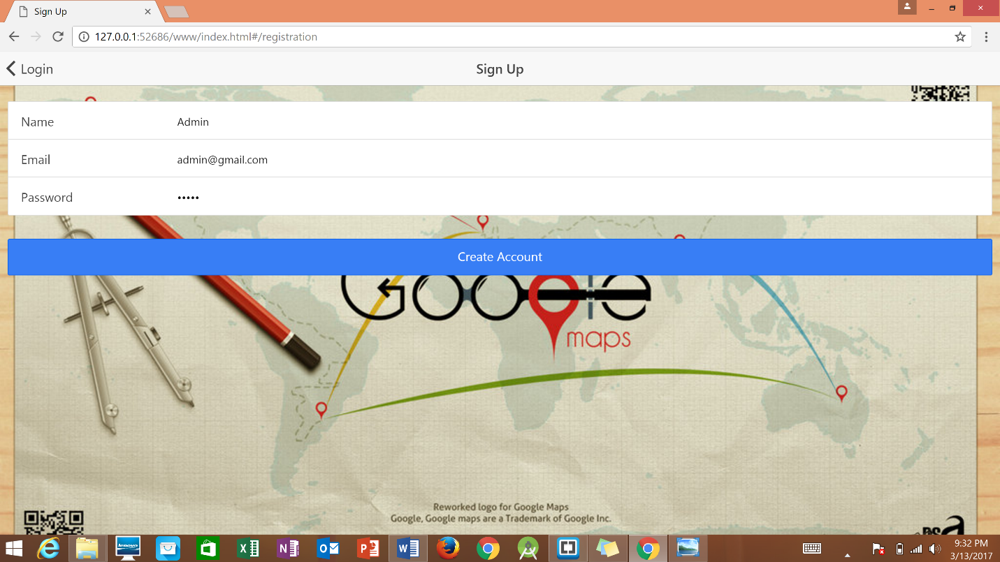 Sign Up
127.0.0.1:52686/www/index.html#/registration
Login
Sign Up
Name Admin
Email admin@gmail.com
Password •••••
Create Account
Google
maps
Reworked logo for Google Maps
Google, Google maps are a Trademark of Google Inc.
lenovo
9:32 PM
3/13/2017